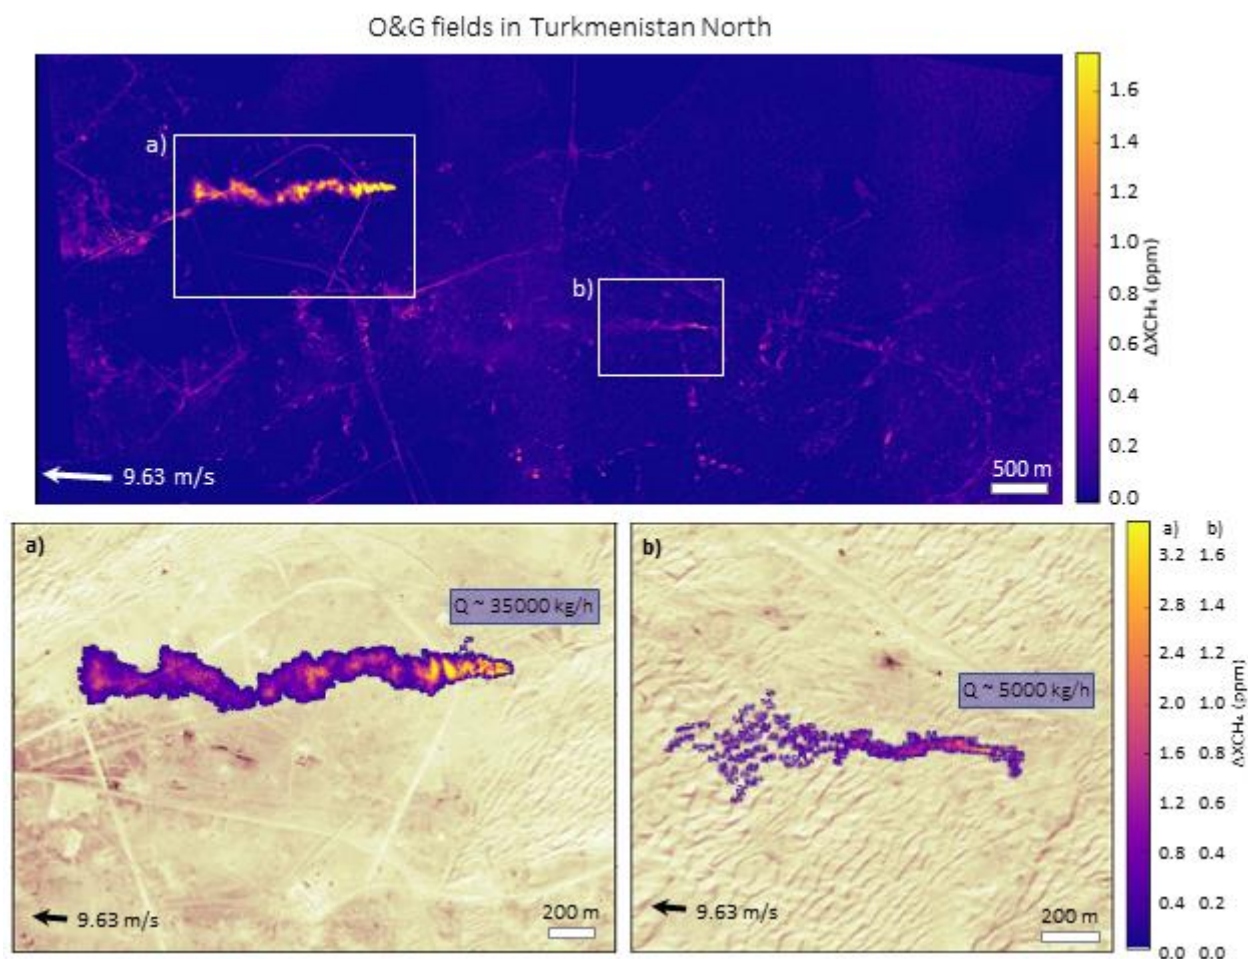 O&G fields in Turkmenistan North
a)
b)
9.63 m/s
500 m
1.6
1.4
1.2
1.0
0.8
0.6
0.4
0.2
0.0
ΔXCH₄ (ppm)
a)
Q ~ 35000 kg/h
9.63 m/s
200 m
b)
Q ~ 5000 kg/h
9.63 m/s
200 m
a) b)
3.2 1.6
2.8 1.4
2.4 1.2
2.0 1.0
1.6 0.8
1.2 0.6
0.8 0.4
0.4 0.2
0.0 0.0
ΔXCH₄ (ppm)